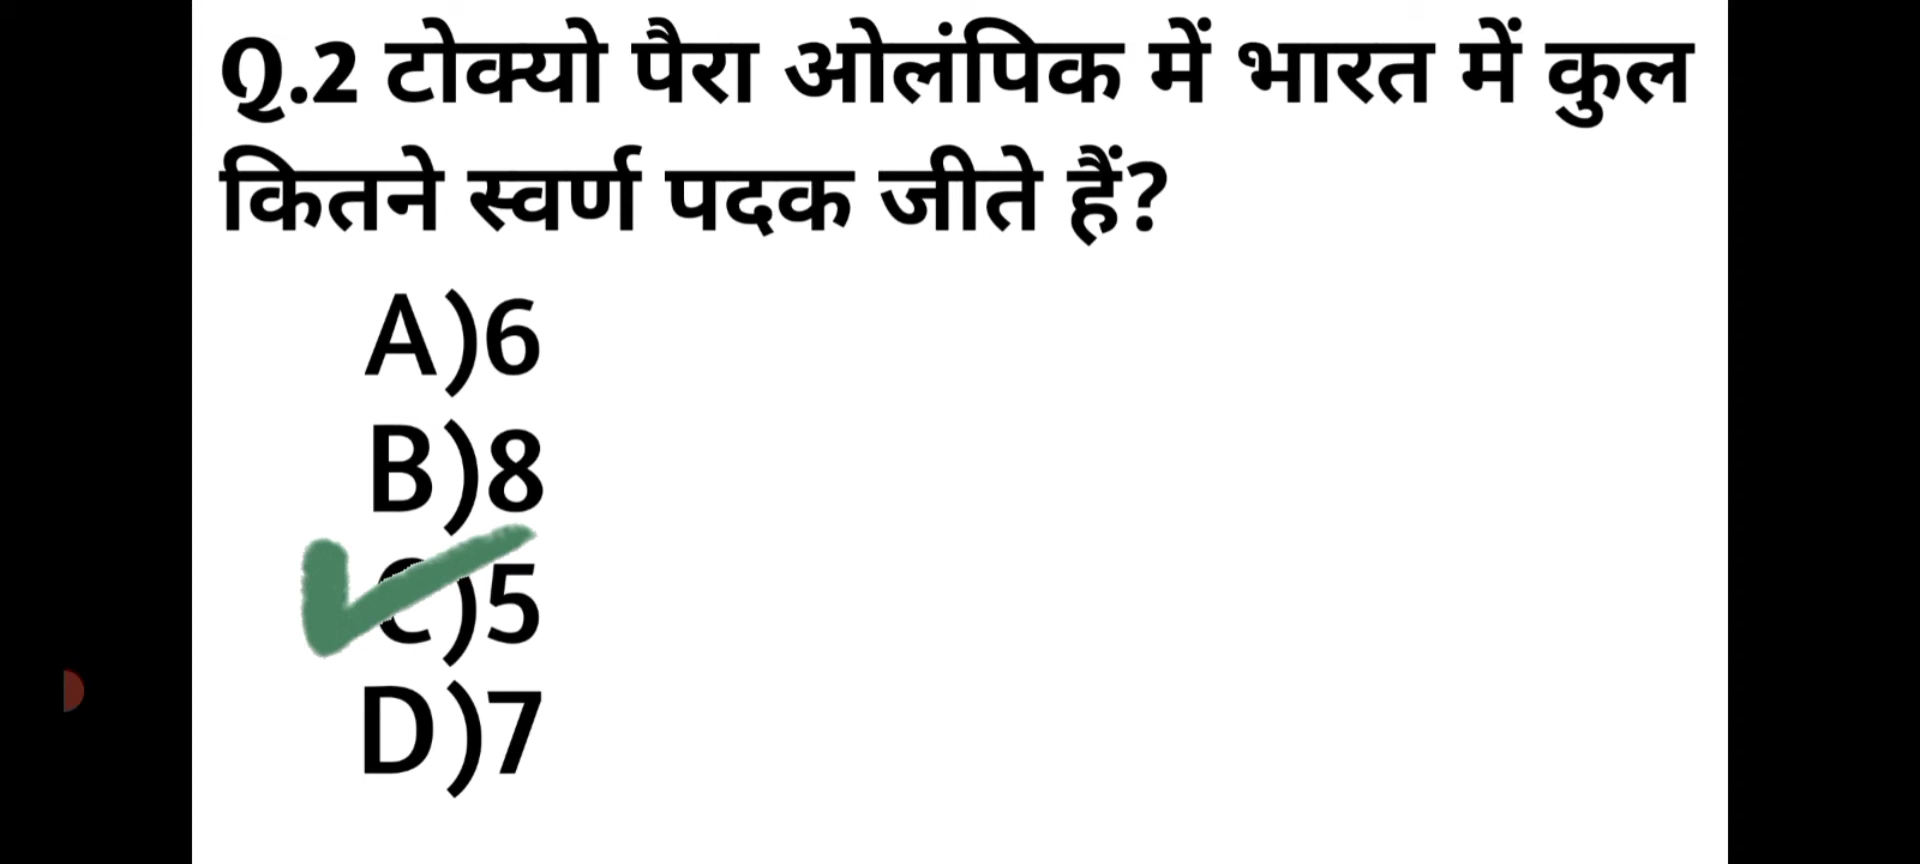 Q.2 टोक्यो पैरा ओलंपिक में भारत में कुल
कितने स्वर्ण पदक जीते हैं?
A)6
B)8
C)5
D)7